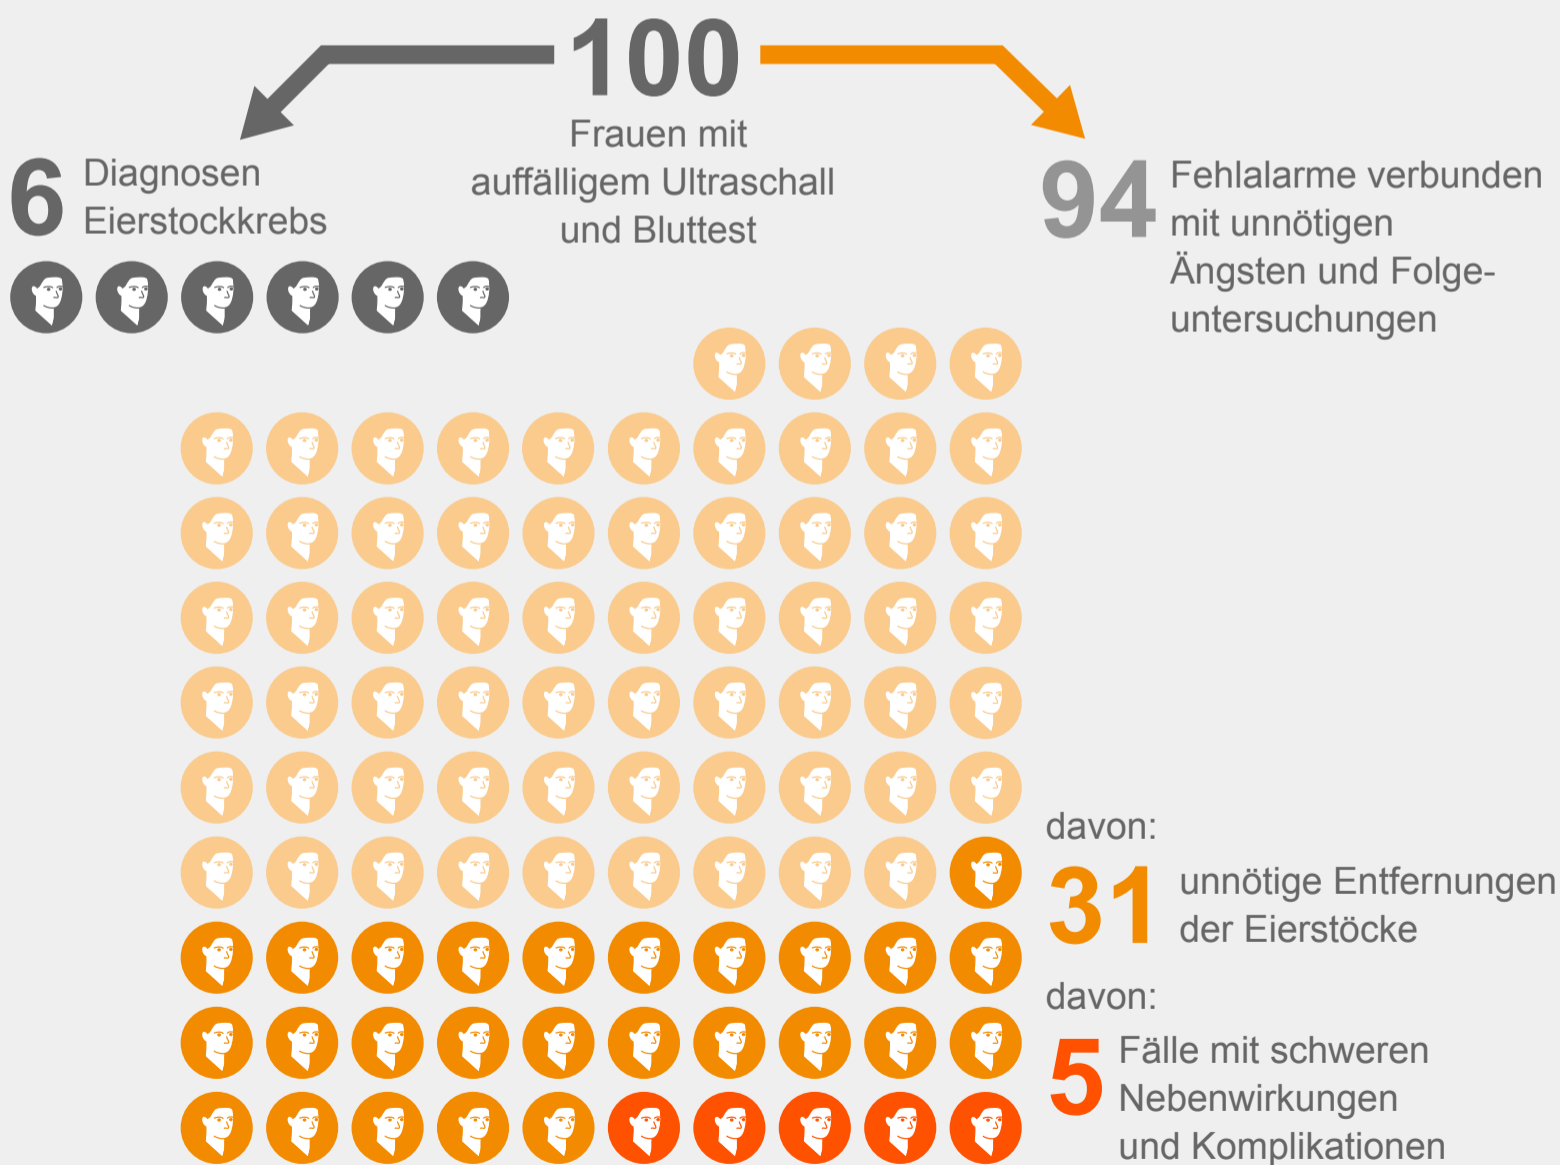 100
Frauen mit
auffälligem Ultraschall
und Bluttest
6
Diagnosen
Eierstockkrebs
94
Fehlalarme verbunden
mit unnötigen
Ängsten und Folge-
untersuchungen
davon:
31
unnötige Entfernungen
der Eierstöcke
davon:
5
Fälle mit schweren
Nebenwirkungen
und Komplikationen